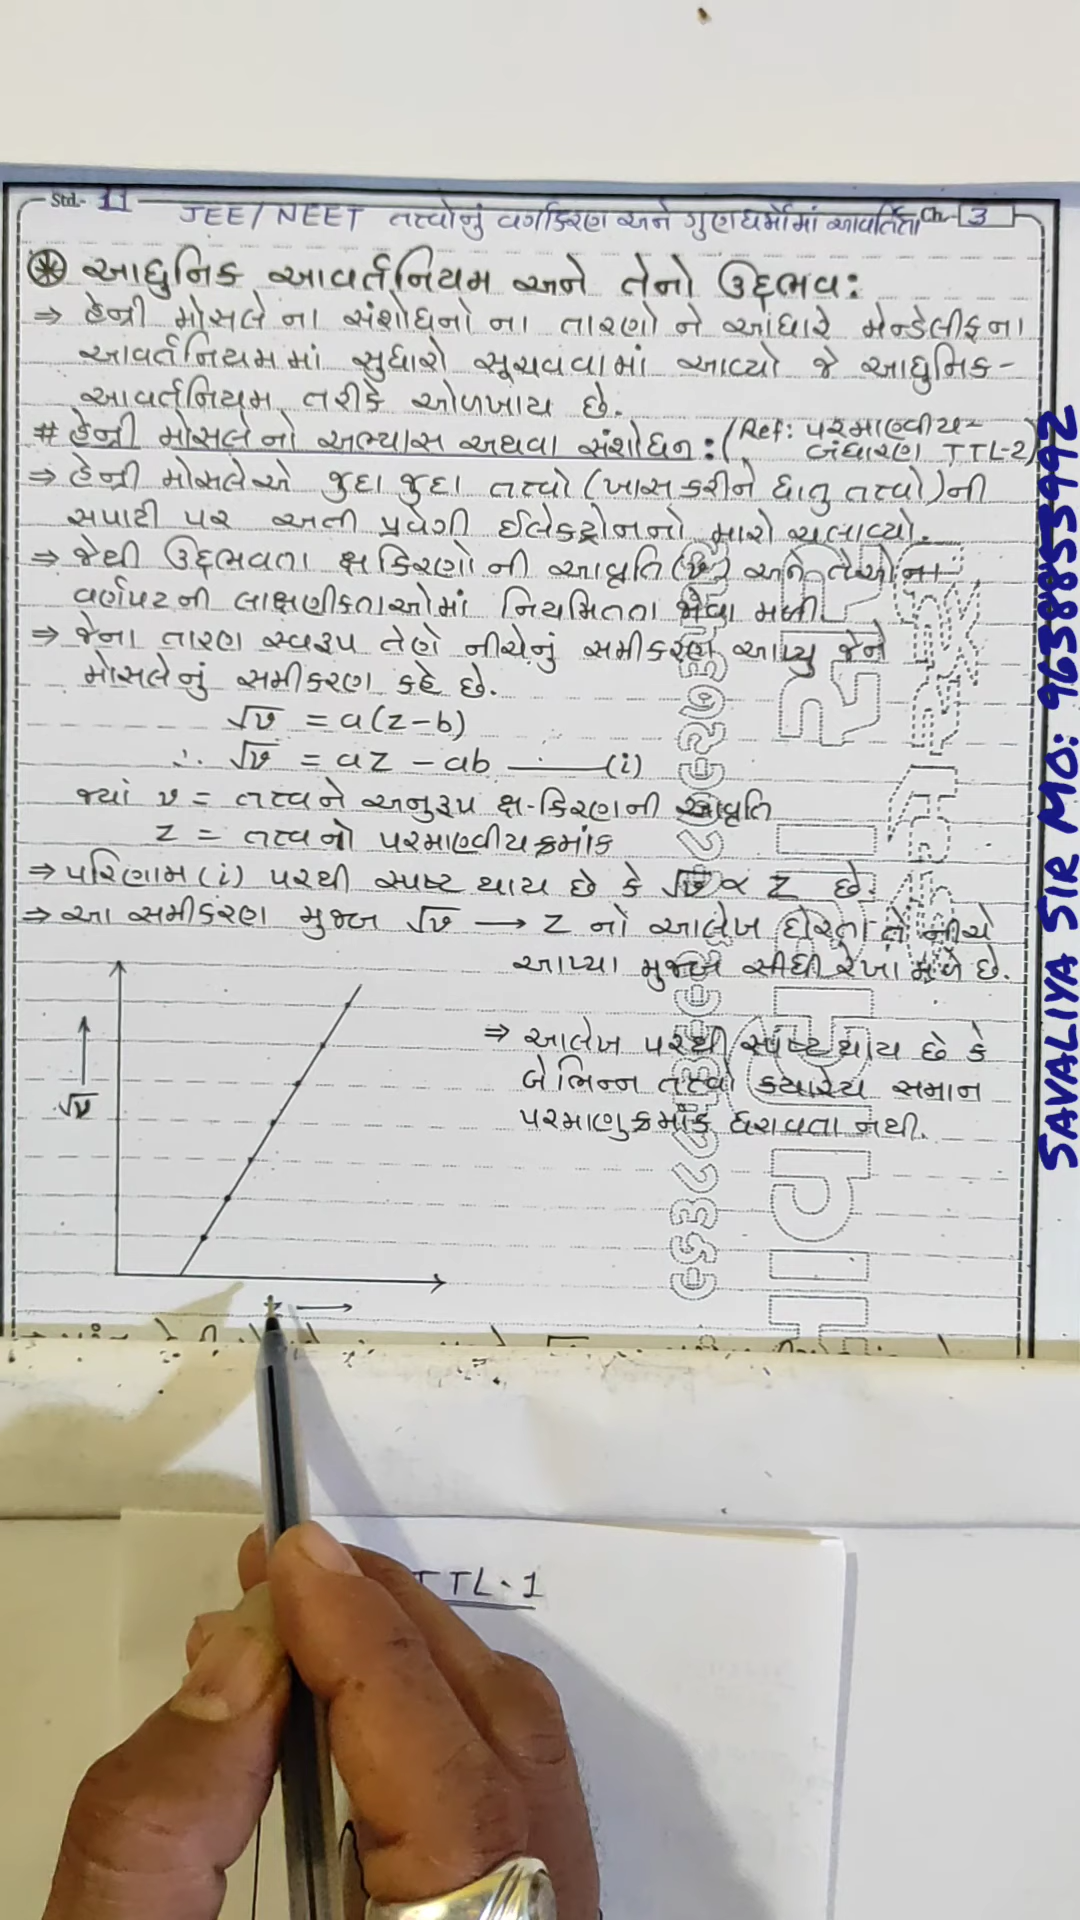 Std.- 11
JEE/NEET તત્ત્વોનું વર્ગીકરણ અને ગુણધર્મોમાં આવર્તિતા Ch. 3
આધુનિક આવર્તનિયમ અને તેનો ઉદ્દભવ:
⇒ હેન્રી મોસલે ના સંશોધનો ના તારણો ને આધારે મેન્ડેલીફના
આવર્તનિયમમાં સુધારો સૂચવવામાં આવ્યો જે આધુનિક-
આવર્તનિયમ તરીકે ઓળખાય છે.
# હેન્રી મોસલેનો અભ્યાસ અથવા સંશોધન: (Ref: પરમાણ્વીય-
બંધારણ TTL-2)
⇒ હેન્રી મોસલેએ જુદા જુદા તત્વો (ખાસ કરીને ધાતુ તત્વો) ની
સપાટી પર અતી પ્રવેગી ઈલેક્ટ્રોનનો મારો ચલાવ્યો.
⇒ જેથી ઉદ્દભવતા ક્ષ કિરણો ની આવૃતિ (ν) અને તેઓના
વર્ણપટની લાક્ષણીકતાઓમાં નિયમિતતા જોવા મળી.
⇒ જેના તારણ સ્વરૂપ તેણે નીચેનું સમીકરણ આપ્યુ જેને
મોસલેનું સમીકરણ કહે છે.
√ν = a(z-b)
∴ √ν = az - ab ——(i)
જ્યાં ν = તત્વને અનુરૂપ ક્ષ-કિરણની આવૃતિ
Z = તત્વનો પરમાણ્વીય ક્રમાંક
⇒ પરિણામ (i) પરથી સ્પષ્ટ થાય છે કે √ν ∝ Z છે.
⇒ આ સમીકરણ મુજબ √ν → Z નો આલેખ દોરતા તે નીચે
આપ્યા મુજબ સીધી રેખા મળે છે.
⇒ આલેખ પરથી સ્પષ્ટ થાય છે કે
બે ભિન્ન તત્વો ક્યારેય સમાન
પરમાણુક્રમાંક ધરાવતા નથી.
√ν
SAVALIYA SIR MO: 9638855992
TTL-1